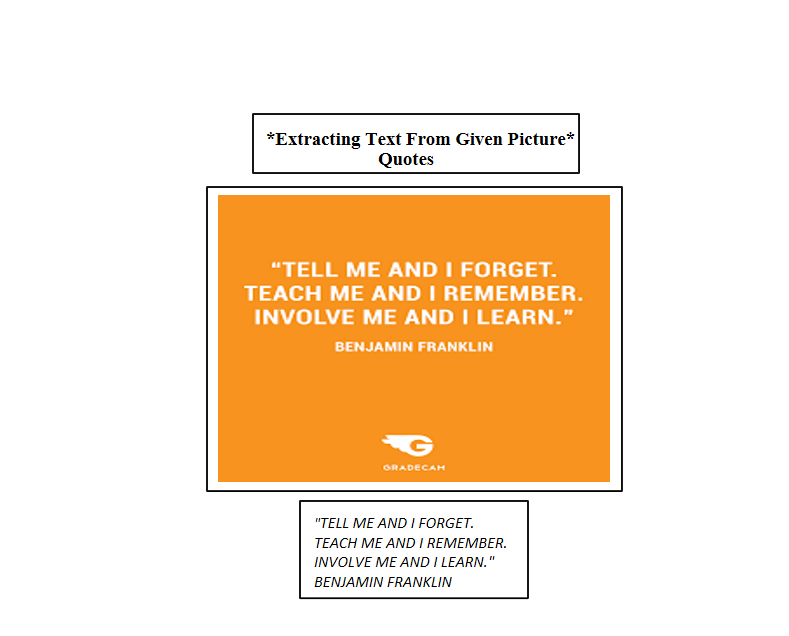 *Extracting Text From Given Picture*
Quotes
“TELL ME AND I FORGET.
TEACH ME AND I REMEMBER.
INVOLVE ME AND I LEARN.”
BENJAMIN FRANKLIN
G
GRADECAM
"TELL ME AND I FORGET.
TEACH ME AND I REMEMBER.
INVOLVE ME AND I LEARN."
BENJAMIN FRANKLIN